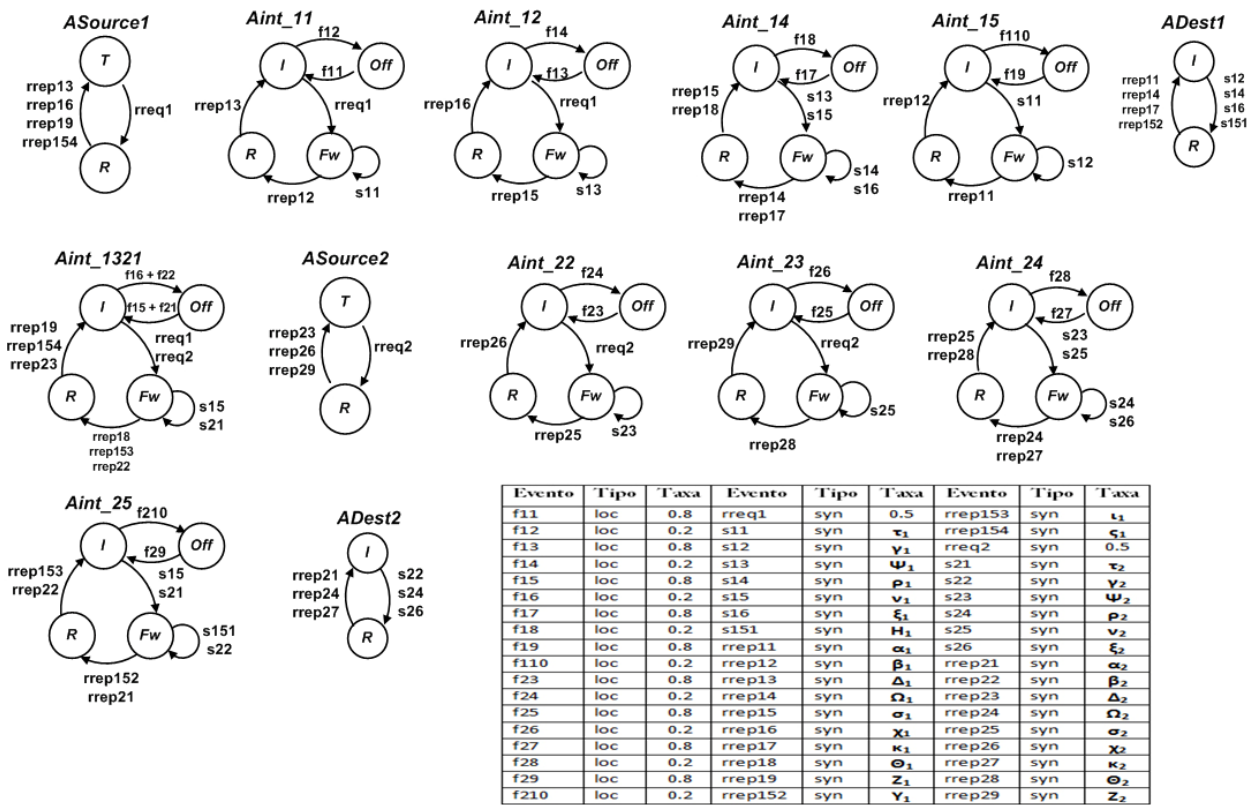 ASource1
T
rrep13
rrep16
rrep19
rrep154
rreq1
R
Aint_11
f12
I
Off
f11
rrep13
rreq1
R
Fw
s11
rrep12
Aint_12
f14
I
Off
f13
rrep16
rreq1
R
Fw
s13
rrep15
Aint_14
f18
I
Off
f17
rrep15
rrep18
s13
s15
R
Fw
s14
s16
rrep14
rrep17
Aint_15
f110
I
Off
f19
rrep12
s11
R
Fw
s12
rrep11
ADest1
I
rrep11
rrep14
rrep17
rrep152
s12
s14
s16
s151
R
Aint_1321
f16 + f22
I
Off
f15 + f21
rrep19
rrep154
rrep23
rreq1
rreq2
R
Fw
s15
s21
rrep18
rrep153
rrep22
ASource2
T
rrep23
rrep26
rrep29
rreq2
R
Aint_22
f24
I
Off
f23
rrep26
rreq2
R
Fw
s23
rrep25
Aint_23
f26
I
Off
f25
rrep29
rreq2
R
Fw
s25
rrep28
Aint_24
f28
I
Off
f27
rrep25
rrep28
s23
s25
R
Fw
s24
s26
rrep24
rrep27
Aint_25
f210
I
Off
f29
rrep153
rrep22
s15
s21
R
Fw
s151
s22
rrep152
rrep21
ADest2
I
rrep21
rrep24
rrep27
s22
s24
s26
R
Evento Tipo Taxa Evento Tipo Taxa Evento Tipo Taxa
f11 loc 0.8 rreq1 syn 0.5 rrep153 syn ι₁
f12 loc 0.2 s11 syn τ₁ rrep154 syn ς₁
f13 loc 0.8 s12 syn γ₁ rreq2 syn 0.5
f14 loc 0.2 s13 syn Ψ₁ s21 syn τ₂
f15 loc 0.8 s14 syn ρ₁ s22 syn γ₂
f16 loc 0.2 s15 syn ν₁ s23 syn Ψ₂
f17 loc 0.8 s16 syn ξ₁ s24 syn ρ₂
f18 loc 0.2 s151 syn Η₁ s25 syn ν₂
f19 loc 0.8 rrep11 syn α₁ s26 syn ξ₂
f110 loc 0.2 rrep12 syn β₁ rrep21 syn α₂
f23 loc 0.8 rrep13 syn Δ₁ rrep22 syn β₂
f24 loc 0.2 rrep14 syn Ω₁ rrep23 syn Δ₂
f25 loc 0.8 rrep15 syn σ₁ rrep24 syn Ω₂
f26 loc 0.2 rrep16 syn χ₁ rrep25 syn σ₂
f27 loc 0.8 rrep17 syn κ₁ rrep26 syn χ₂
f28 loc 0.2 rrep18 syn Θ₁ rrep27 syn κ₂
f29 loc 0.8 rrep19 syn Ζ₁ rrep28 syn Θ₂
f210 loc 0.2 rrep152 syn Υ₁ rrep29 syn Ζ₂